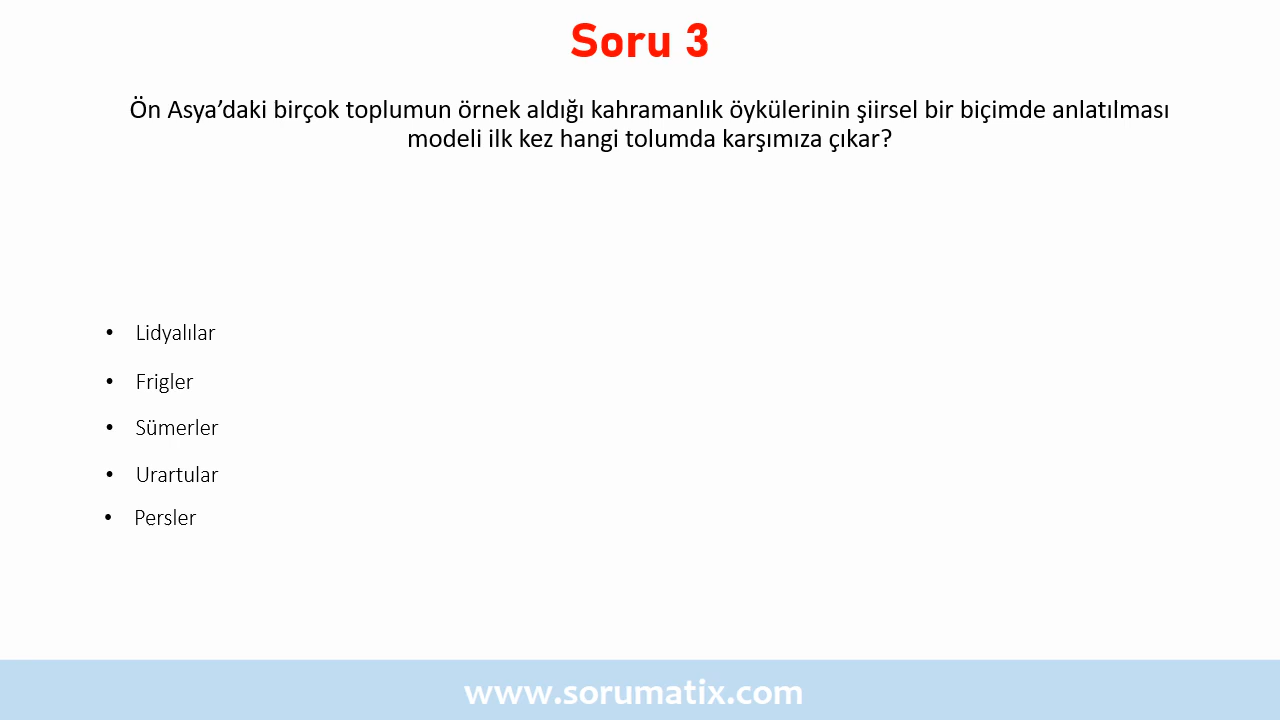 Soru 3
Ön Asya’daki birçok toplumun örnek aldığı kahramanlık öykülerinin şiirsel bir biçimde anlatılması
modeli ilk kez hangi tolumda karşımıza çıkar?
• Lidyalılar
• Frigler
• Sümerler
• Urartular
• Persler
www.sorumatix.com